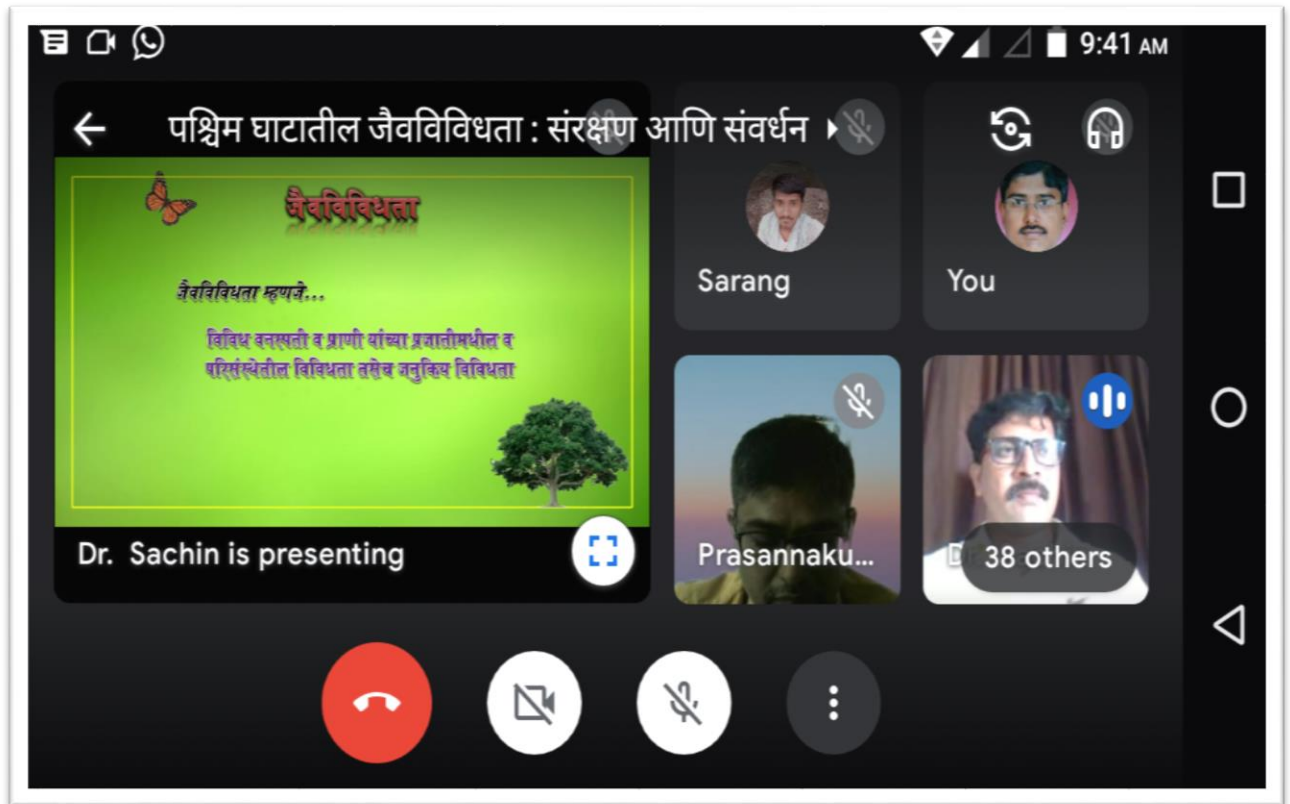 9:41 AM
पश्चिम घाटातील जैवविविधता : संरक्षण आणि संवर्धन
जैवविविधता
जैवविविधता म्हणजे...
विविध वनस्पती व प्राणी यांच्या प्रजातीमधील व
परिसंस्थेतील विविधता तसेच जनुकिय विविधता
Dr. Sachin is presenting
Sarang
You
Prasannaku...
38 others